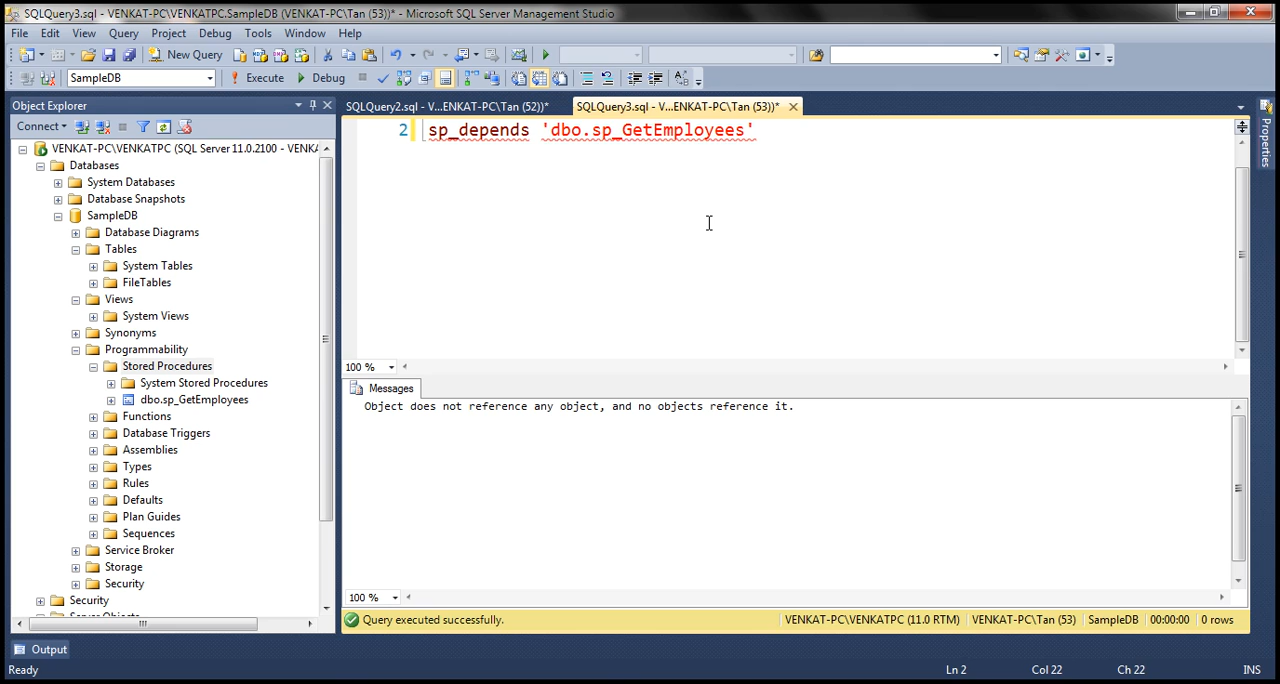 SQLQuery3.sql - VENKAT-PC\VENKATPC.SampleDB (VENKATPC\Tan (53))* - Microsoft SQL Server Management Studio
File Edit View Query Project Debug Tools Window Help
New Query
SampleDB Execute Debug
Object Explorer
SQLQuery2.sql - V...ENKAT-PC\Tan (52))*
SQLQuery3.sql - V...ENKAT-PC\Tan (53))*
Properties
Connect
2 sp_depends 'dbo.sp_GetEmployees'
VENKAT-PC\VENKATPC (SQL Server 11.0.2100 - VENKA
Databases
System Databases
Database Snapshots
SampleDB
Database Diagrams
Tables
System Tables
FileTables
Views
System Views
Synonyms
Programmability
Stored Procedures
System Stored Procedures
dbo.sp_GetEmployees
Functions
Database Triggers
Assemblies
Types
Rules
Defaults
Plan Guides
Sequences
Service Broker
Storage
Security
Security
100 %
Messages
Object does not reference any object, and no objects reference it.
100 %
Query executed successfully. VENKAT-PC\VENKATPC (11.0 RTM) VENKAT-PC\Tan (53) SampleDB 00:00:00 0 rows
Output
Ready Ln 2 Col 22 Ch 22 INS